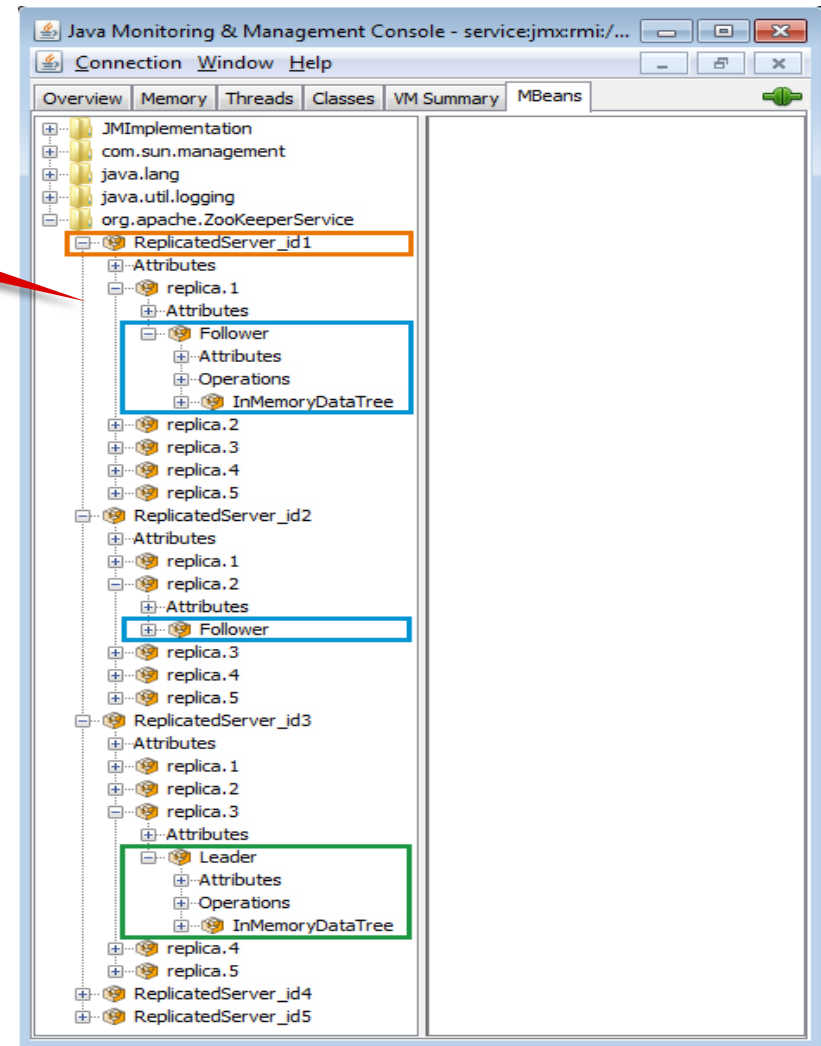 Java Monitoring & Management Console - service:jmx:rmi:/...
Connection Window Help
Overview Memory Threads Classes VM Summary MBeans
JMImplementation
com.sun.management
java.lang
java.util.logging
org.apache.ZooKeeperService
ReplicatedServer_id1
Attributes
replica.1
Attributes
Follower
Attributes
Operations
InMemoryDataTree
replica.2
replica.3
replica.4
replica.5
ReplicatedServer_id2
Attributes
replica.1
replica.2
Attributes
Follower
replica.3
replica.4
replica.5
ReplicatedServer_id3
Attributes
replica.1
replica.2
replica.3
Attributes
Leader
Attributes
Operations
InMemoryDataTree
replica.4
replica.5
ReplicatedServer_id4
ReplicatedServer_id5